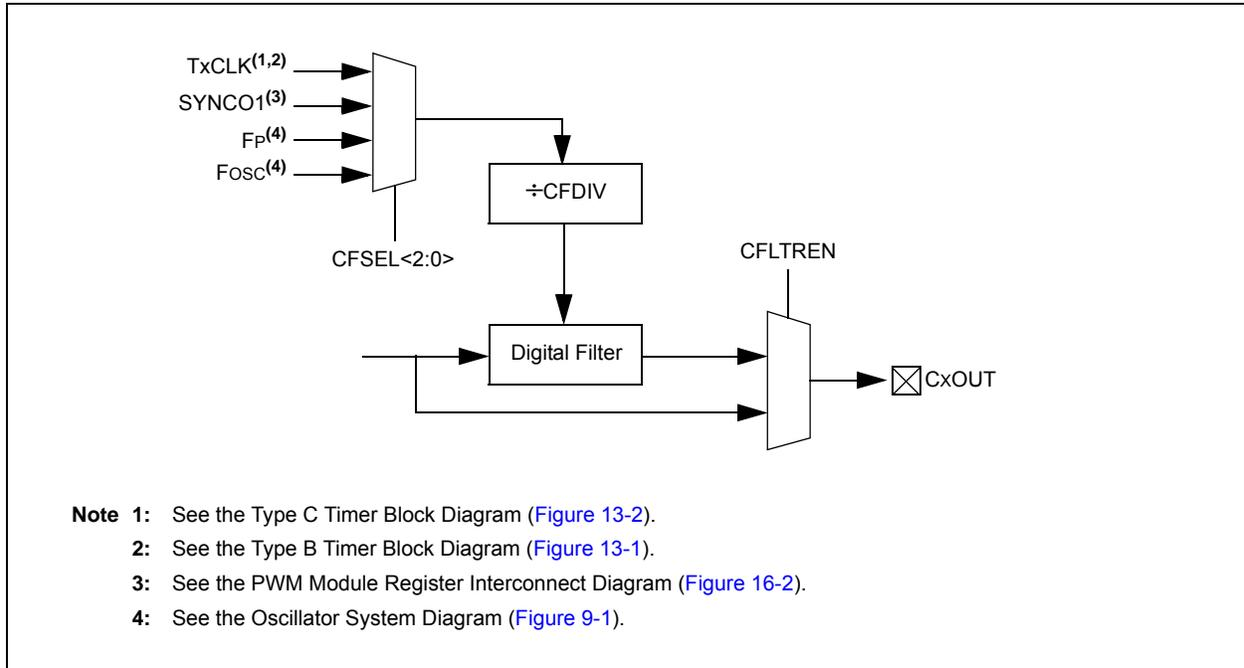 TxCLK(1,2)
SYNCO1(3)
FP(4)
FOSC(4)
÷CFDIV
CFSEL<2:0>
CFLTREN
Digital Filter
CxOUT
Note 1: See the Type C Timer Block Diagram (Figure 13-2).
2: See the Type B Timer Block Diagram (Figure 13-1).
3: See the PWM Module Register Interconnect Diagram (Figure 16-2).
4: See the Oscillator System Diagram (Figure 9-1).